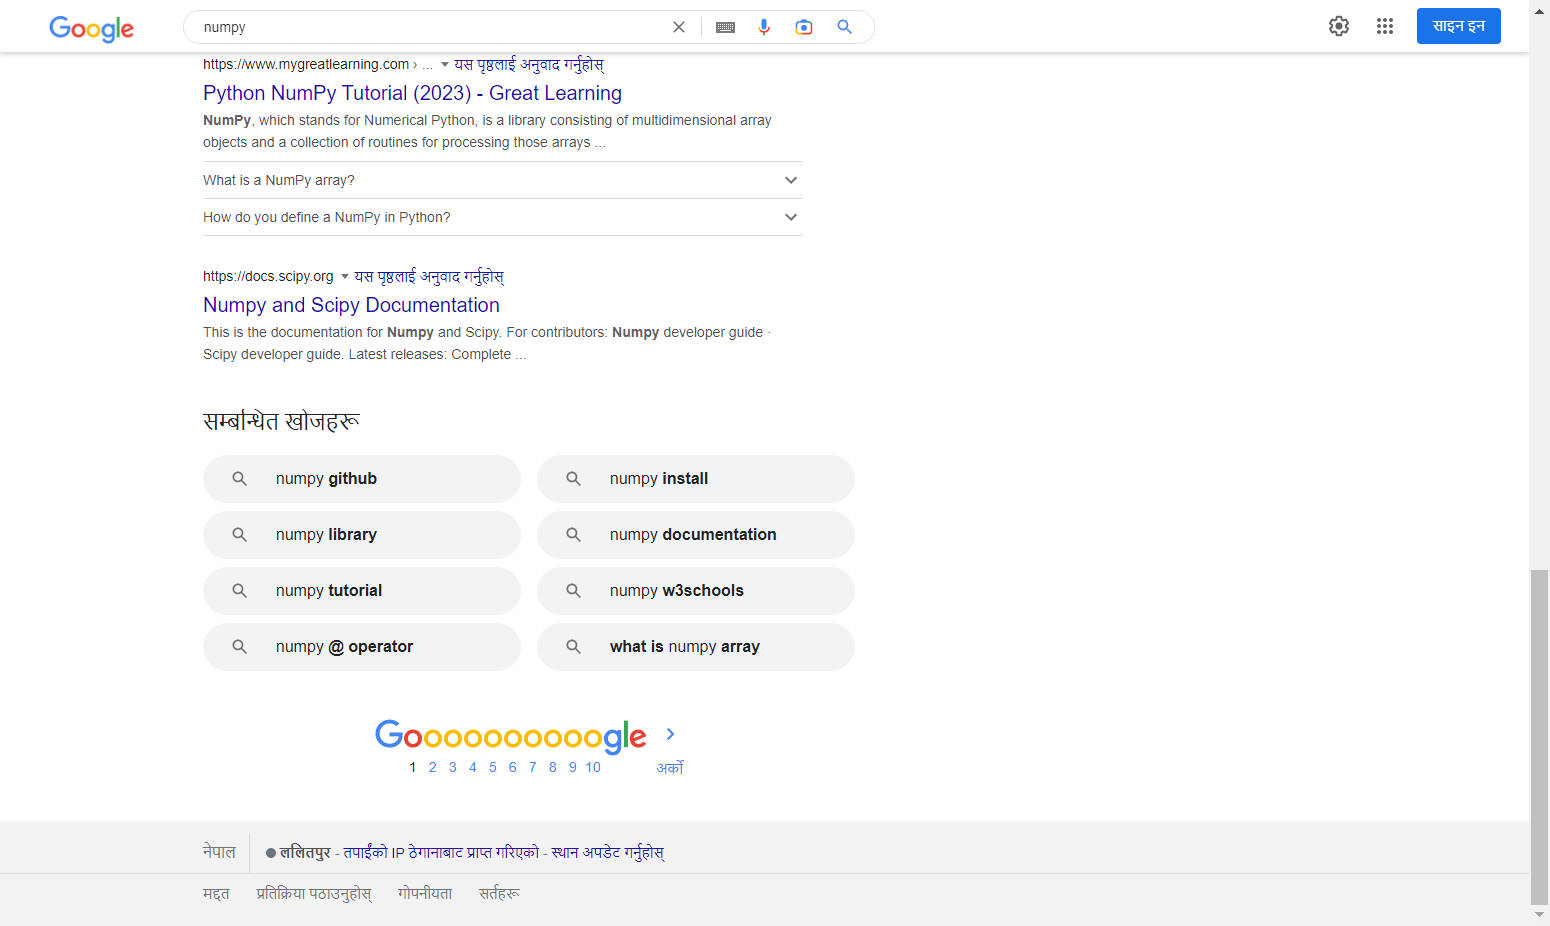 Google
numpy
साइन इन
https://www.mygreatlearning.com › ... यस पृष्ठलाई अनुवाद गर्नुहोस्
Python NumPy Tutorial (2023) - Great Learning
NumPy, which stands for Numerical Python, is a library consisting of multidimensional array
objects and a collection of routines for processing those arrays ...
What is a NumPy array?
How do you define a NumPy in Python?
https://docs.scipy.org यस पृष्ठलाई अनुवाद गर्नुहोस्
Numpy and Scipy Documentation
This is the documentation for Numpy and Scipy. For contributors: Numpy developer guide ·
Scipy developer guide. Latest releases: Complete ...
सम्बन्धित खोजहरू
numpy github
numpy install
numpy library
numpy documentation
numpy tutorial
numpy w3schools
numpy @ operator
what is numpy array
Goooooooooogle
1 2 3 4 5 6 7 8 9 10 अर्को
नेपाल
ललितपुर - तपाईंको IP ठेगानाबाट प्राप्त गरिएको - स्थान अपडेट गर्नुहोस्
मद्दत प्रतिक्रिया पठाउनुहोस् गोपनीयता सर्तहरू